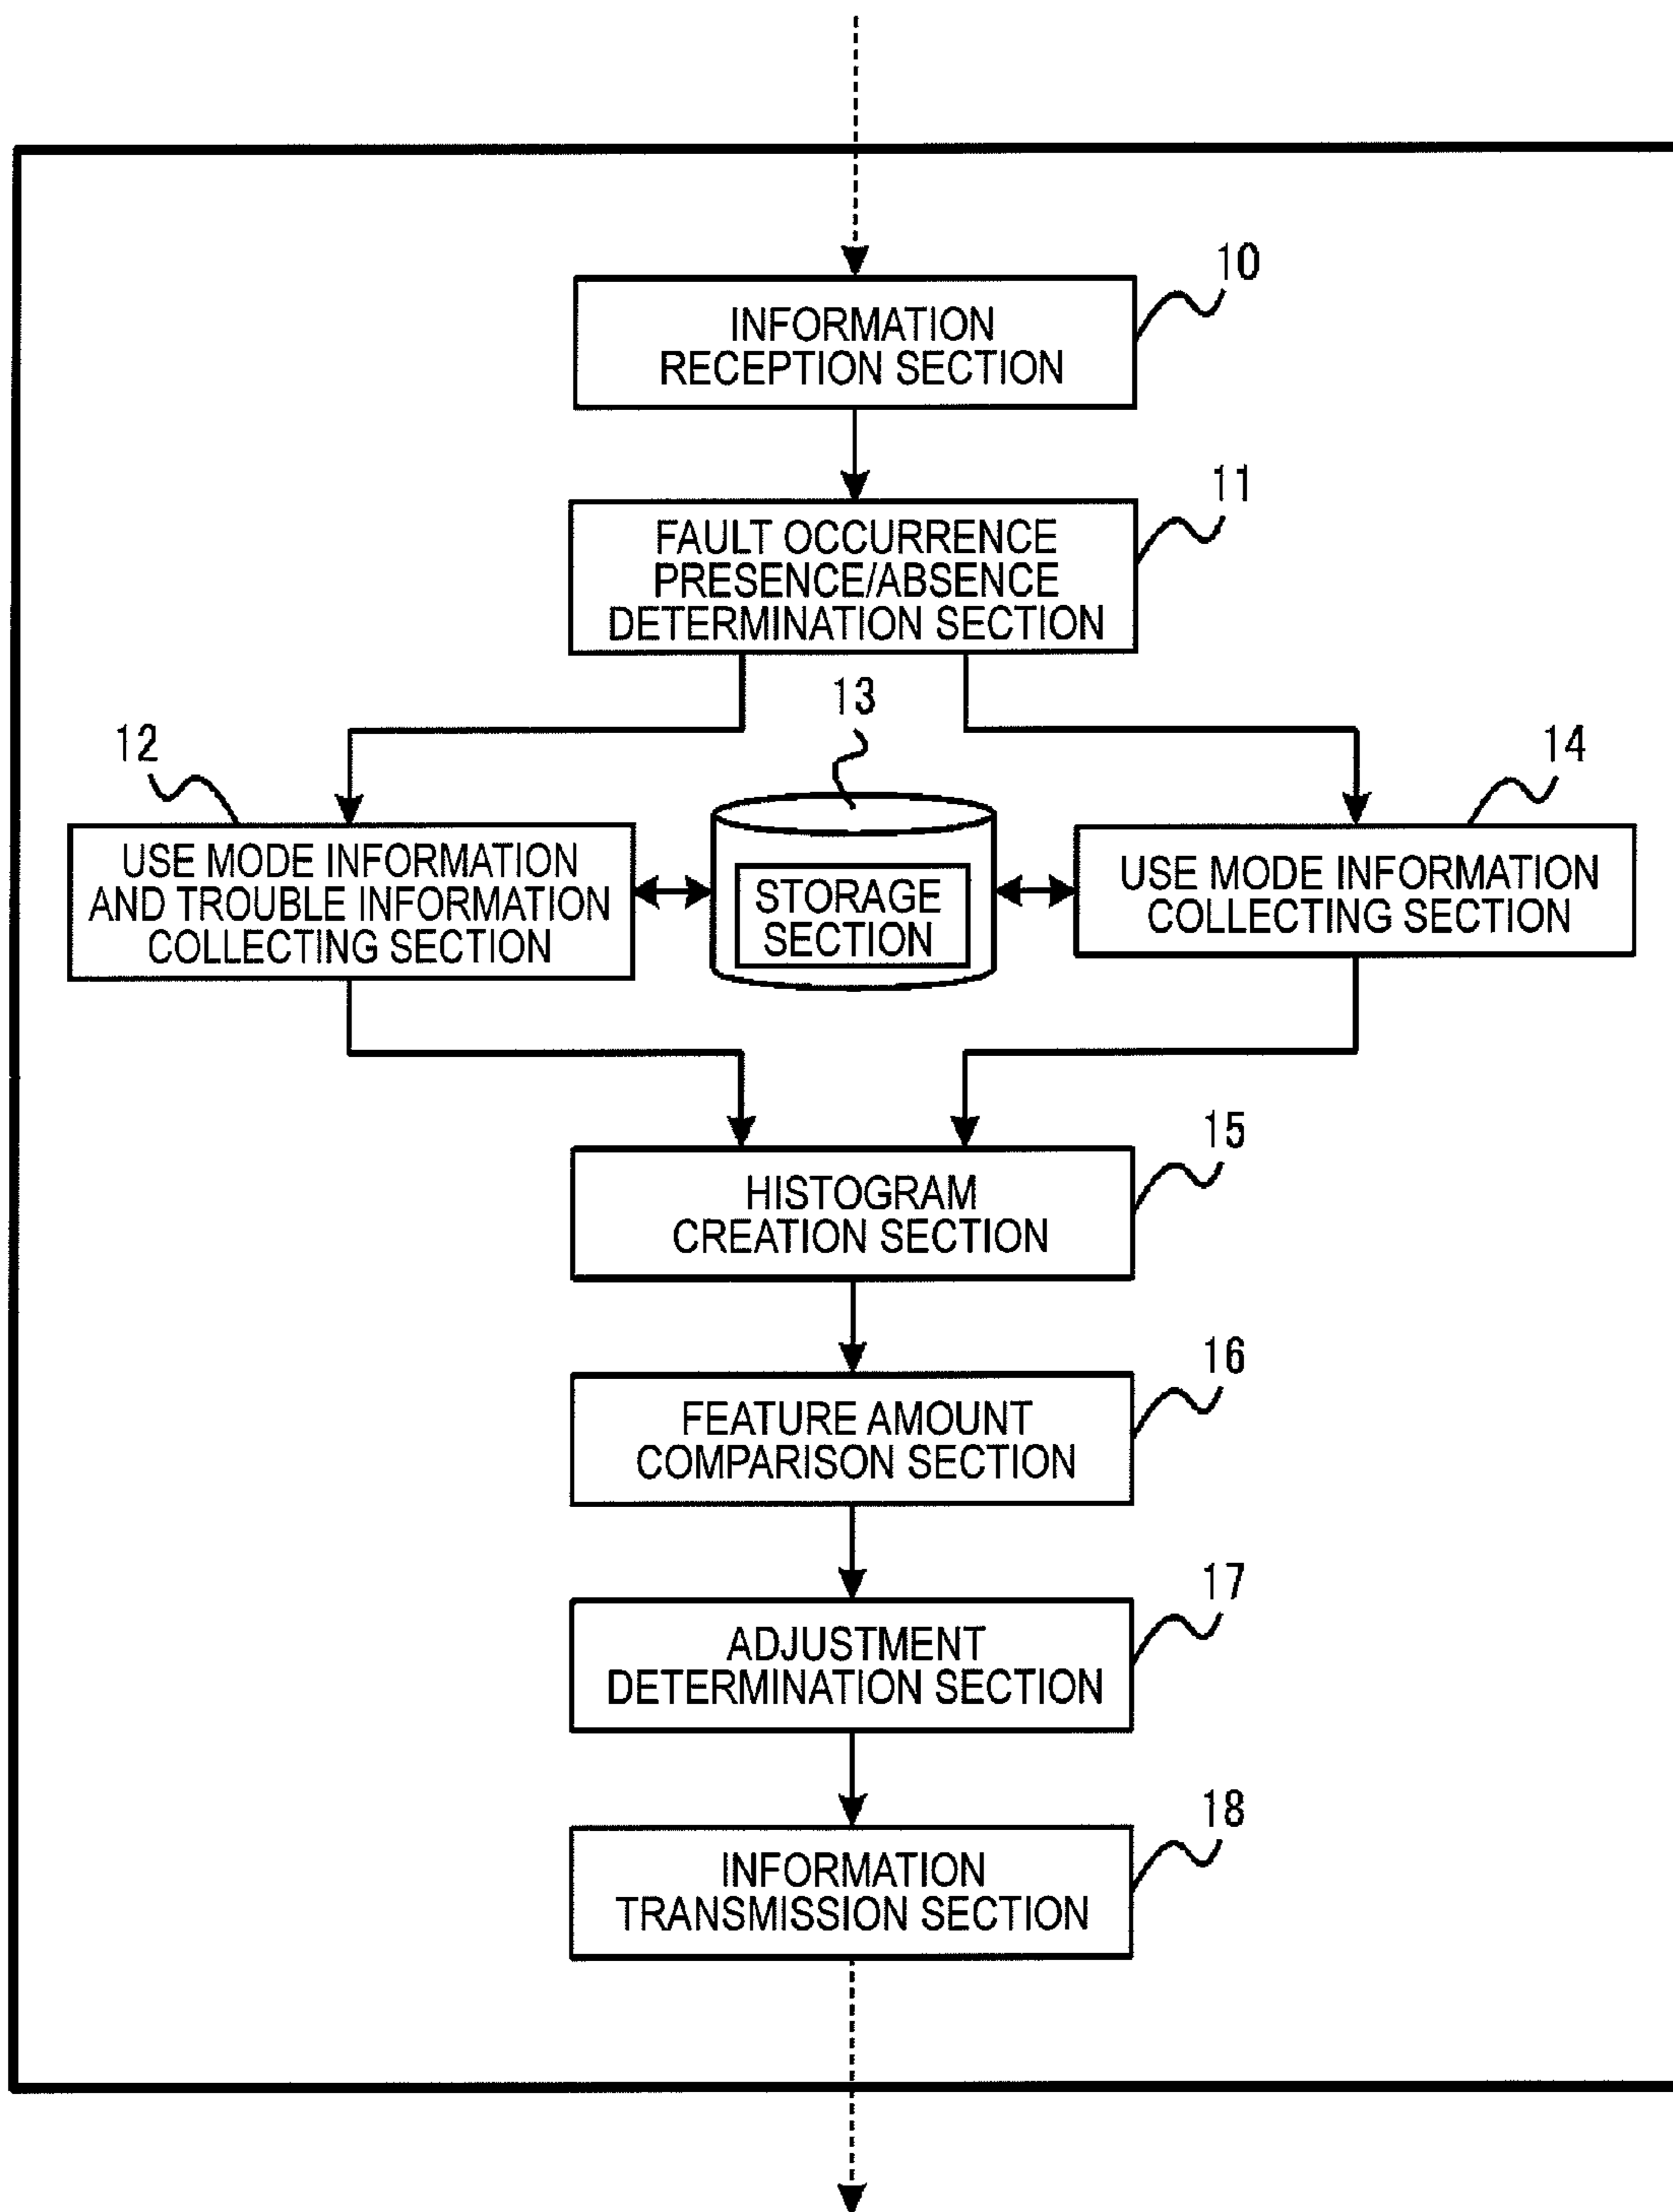 10
INFORMATION
RECEPTION SECTION
11
FAULT OCCURRENCE
PRESENCE/ABSENCE
DETERMINATION SECTION
12
13
14
USE MODE INFORMATION
AND TROUBLE INFORMATION
COLLECTING SECTION
STORAGE
SECTION
USE MODE INFORMATION
COLLECTING SECTION
15
HISTOGRAM
CREATION SECTION
16
FEATURE AMOUNT
COMPARISON SECTION
17
ADJUSTMENT
DETERMINATION SECTION
18
INFORMATION
TRANSMISSION SECTION